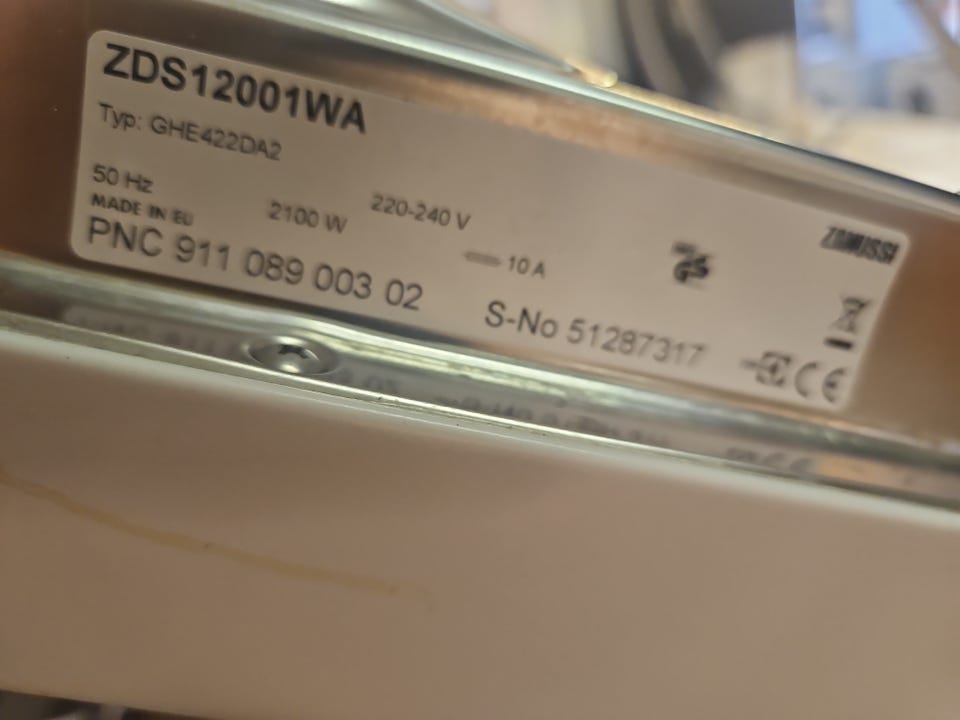 ZDS12001WA
Typ: GHE422DA2
50 Hz 2100 W 220-240 V
MADE IN EU 10 A
PNC 911 089 003 02 S-No 51287317
ZANUSSI
CE